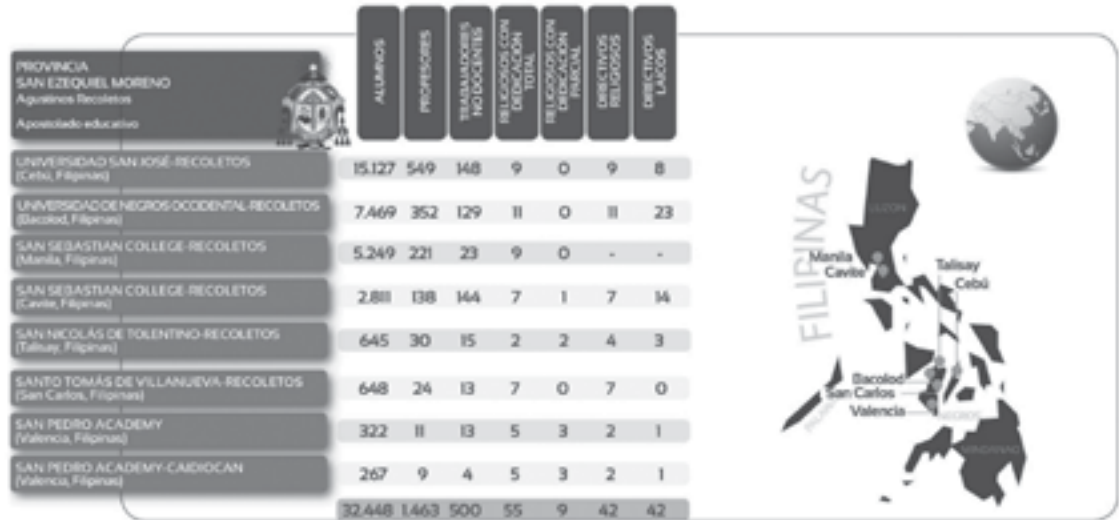 PROVINCIA
SAN EZEQUIEL MORENO
Agustinos Recoletos
Apostolado educativo
ALUMNOS
PROFESORES
TRABAJADORES
NO DOCENTES
RELIGIOSOS CON
DEDICACIÓN
TOTAL
RELIGIOSOS CON
DEDICACIÓN
PARCIAL
DIRECTIVOS
RELIGIOSOS
DIRECTIVOS
LAICOS
UNIVERSIDAD SAN JOSÉ-RECOLETOS
(Cebú, Filipinas)
15.127 549 148 9 0 9 8
UNIVERSIDAD DE NEGROS OCCIDENTAL-RECOLETOS
(Bacolod, Filipinas)
7.469 352 129 11 0 11 23
SAN SEBASTIAN COLLEGE-RECOLETOS
(Manila, Filipinas)
5.249 221 23 9 0 - -
SAN SEBASTIAN COLLEGE-RECOLETOS
(Cavite, Filipinas)
2.811 138 144 7 1 7 14
SAN NICOLÁS DE TOLENTINO-RECOLETOS
(Talisay, Filipinas)
645 30 15 2 2 4 3
SANTO TOMÁS DE VILLANUEVA-RECOLETOS
(San Carlos, Filipinas)
648 24 13 7 0 7 0
SAN PEDRO ACADEMY
(Valencia, Filipinas)
322 11 13 5 3 2 1
SAN PEDRO ACADEMY-CAIDIOCAN
(Valencia, Filipinas)
267 9 4 5 3 2 1
32.448 1.463 500 55 9 42 42
FILIPINAS
LUZON
Manila
Cavite
Talisay
Cebú
Bacolod
San Carlos
Valencia
NEGROS
MINDANAO